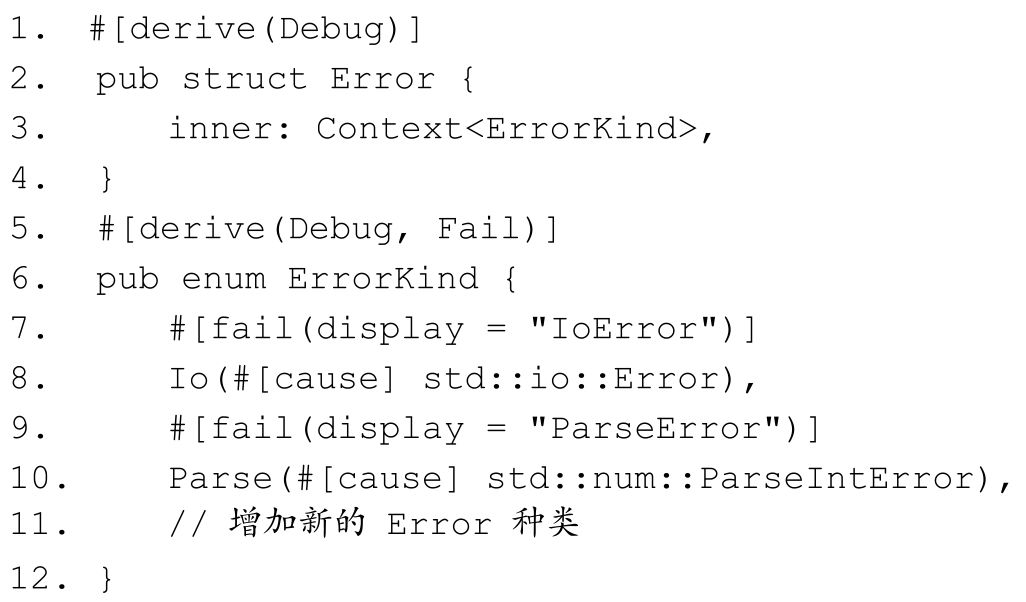 1. #[derive(Debug)]
2. pub struct Error {
3. inner: Context<ErrorKind>,
4. }
5. #[derive(Debug, Fail)]
6. pub enum ErrorKind {
7. #[fail(display = "IoError")]
8. Io(#[cause] std::io::Error),
9. #[fail(display = "ParseError")]
10. Parse(#[cause] std::num::ParseIntError),
11. // 增加新的 Error 种类
12. }